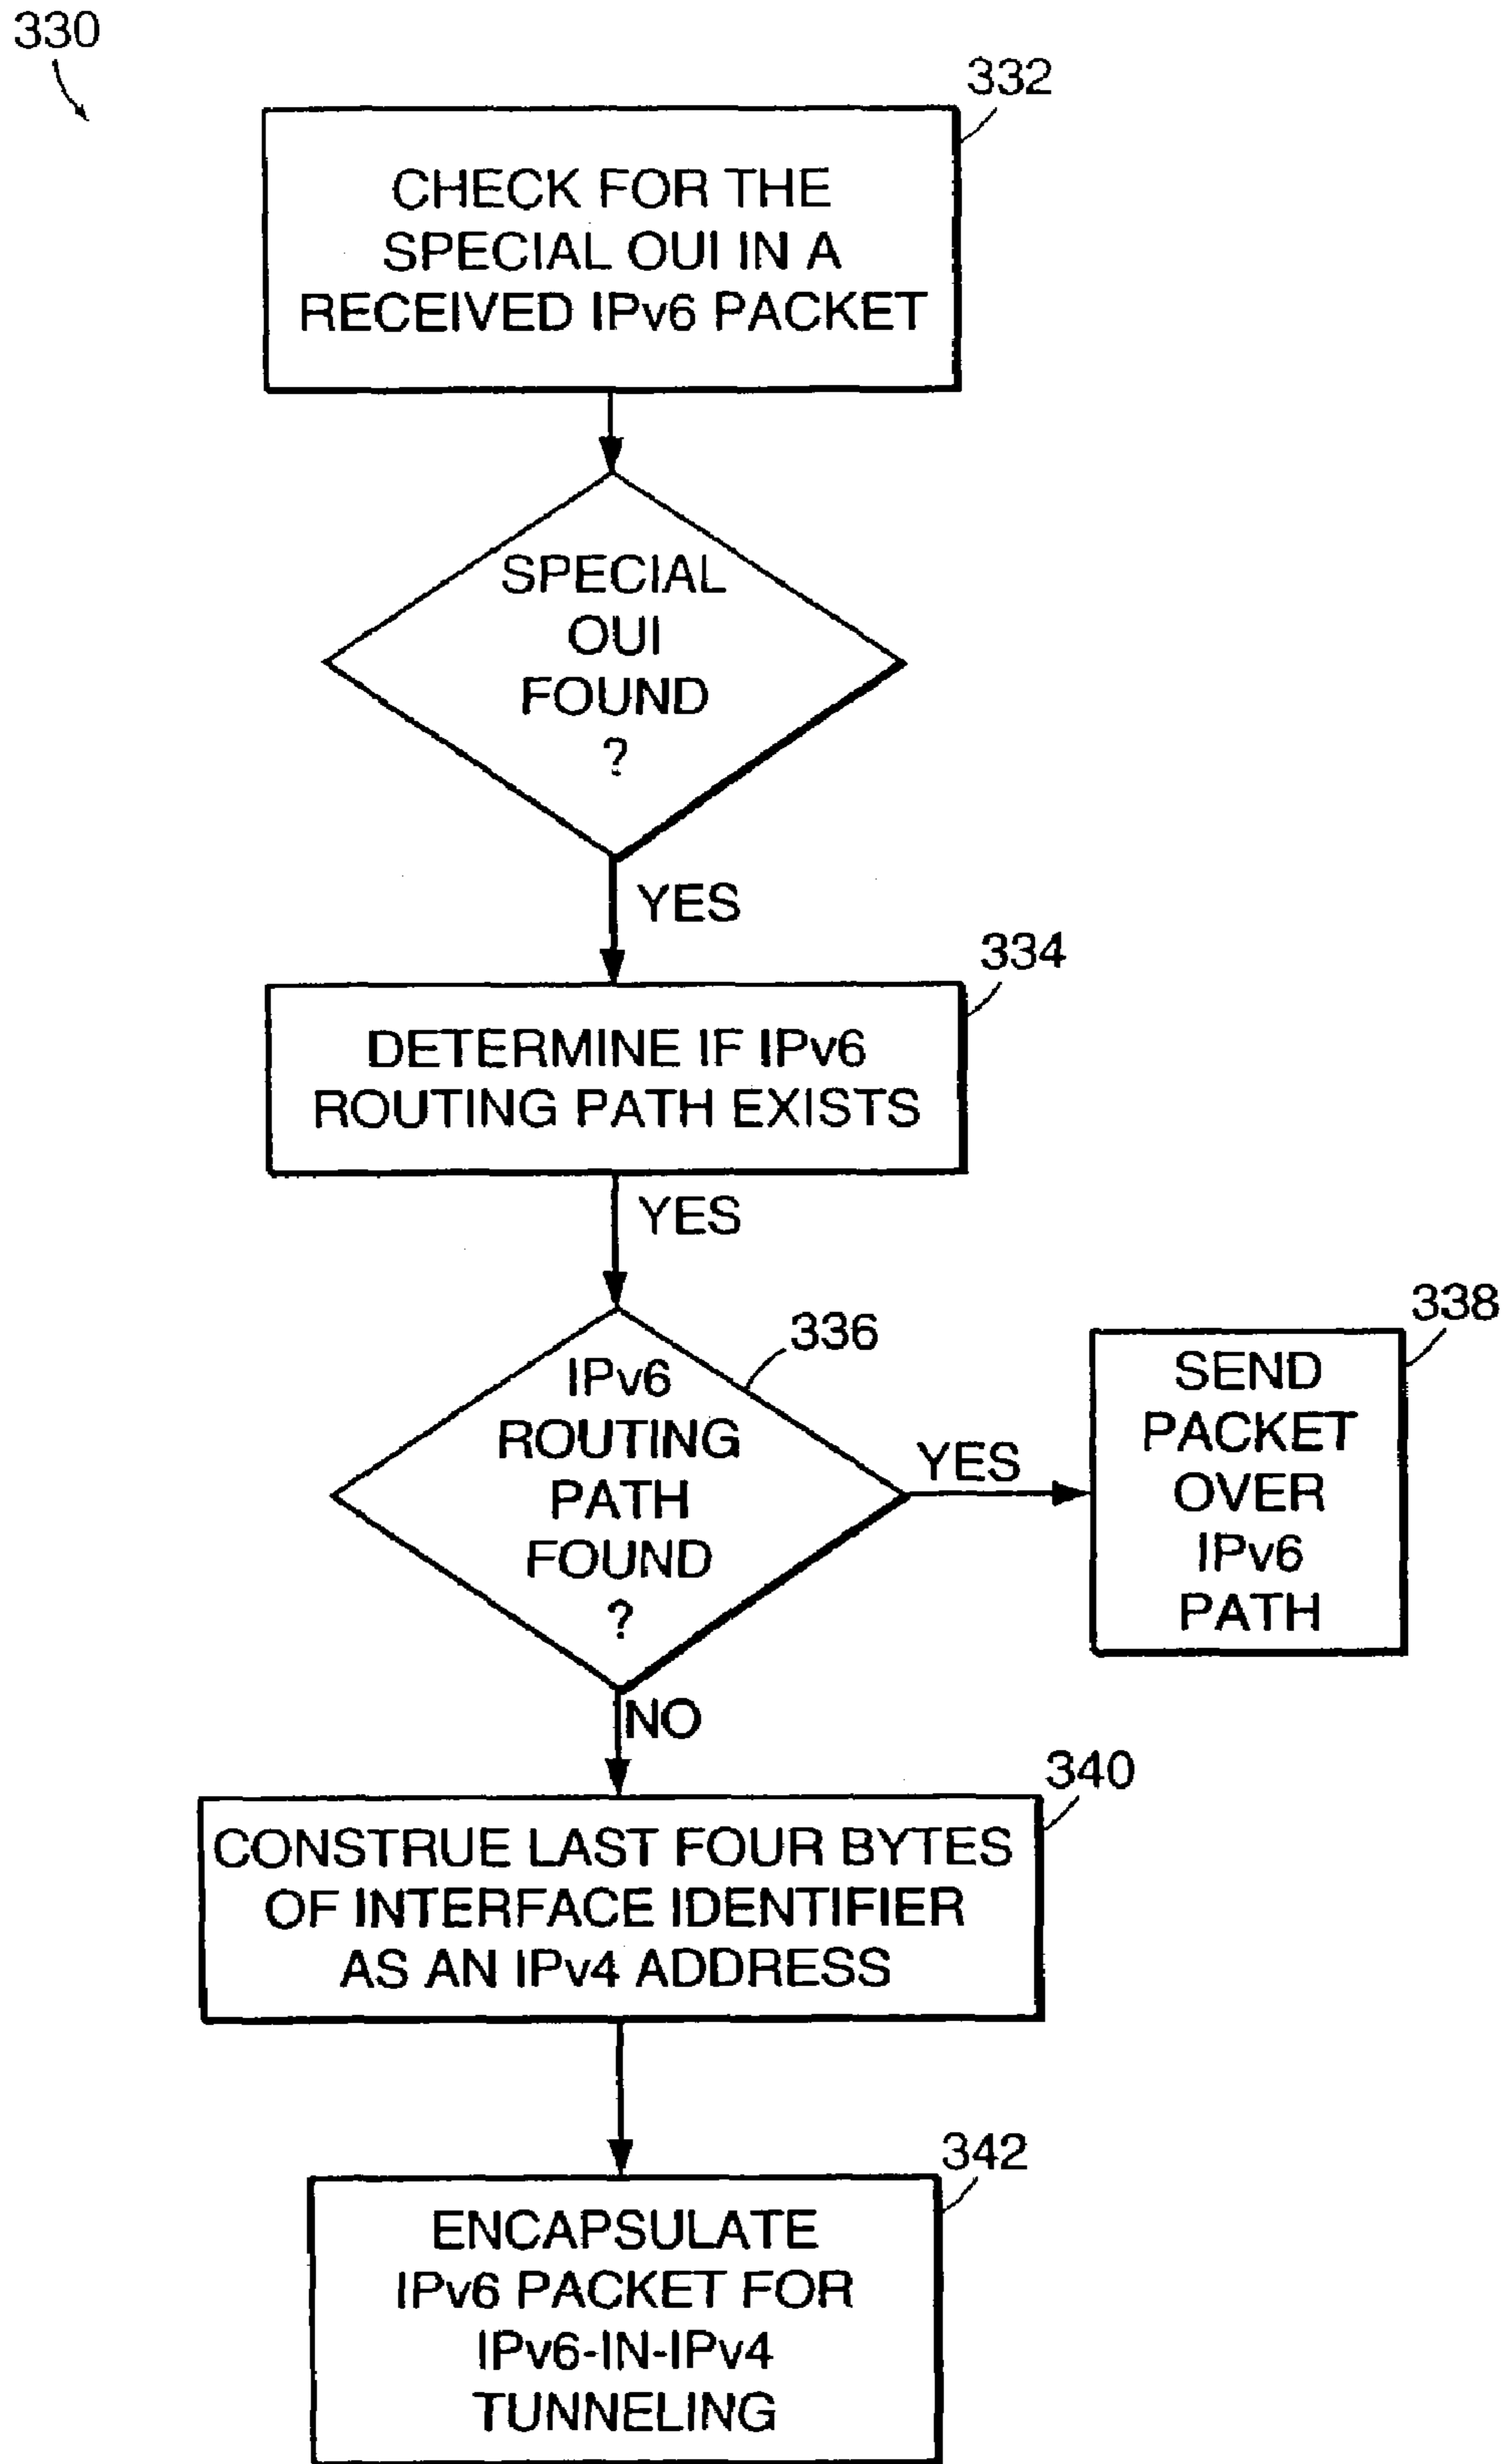 330
332
CHECK FOR THE
SPECIAL OUI IN A
RECEIVED IPv6 PACKET
SPECIAL
OUI
FOUND
?
YES
334
DETERMINE IF IPv6
ROUTING PATH EXISTS
YES
336
IPv6
ROUTING
PATH
FOUND
?
YES
338
SEND
PACKET
OVER
IPv6
PATH
NO
340
CONSTRUE LAST FOUR BYTES
OF INTERFACE IDENTIFIER
AS AN IPv4 ADDRESS
342
ENCAPSULATE
IPv6 PACKET FOR
IPv6-IN-IPv4
TUNNELING